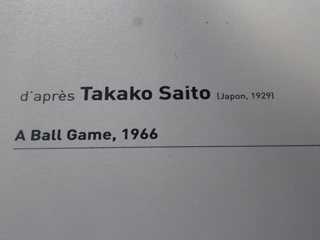 d'après Takako Saito (Japon, 1929)
A Ball Game, 1966